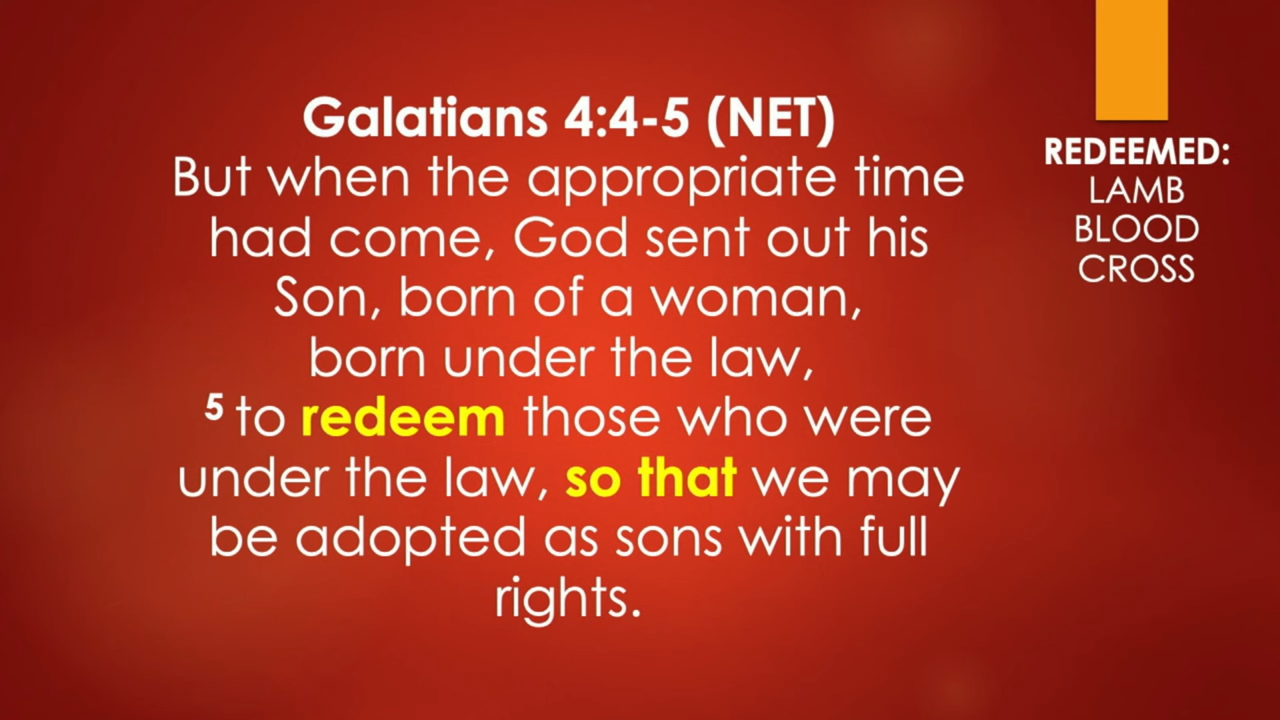 Galatians 4:4-5 (NET)
But when the appropriate time
had come, God sent out his
Son, born of a woman,
born under the law,
5 to redeem those who were
under the law, so that we may
be adopted as sons with full
rights.
REDEEMED:
LAMB
BLOOD
CROSS